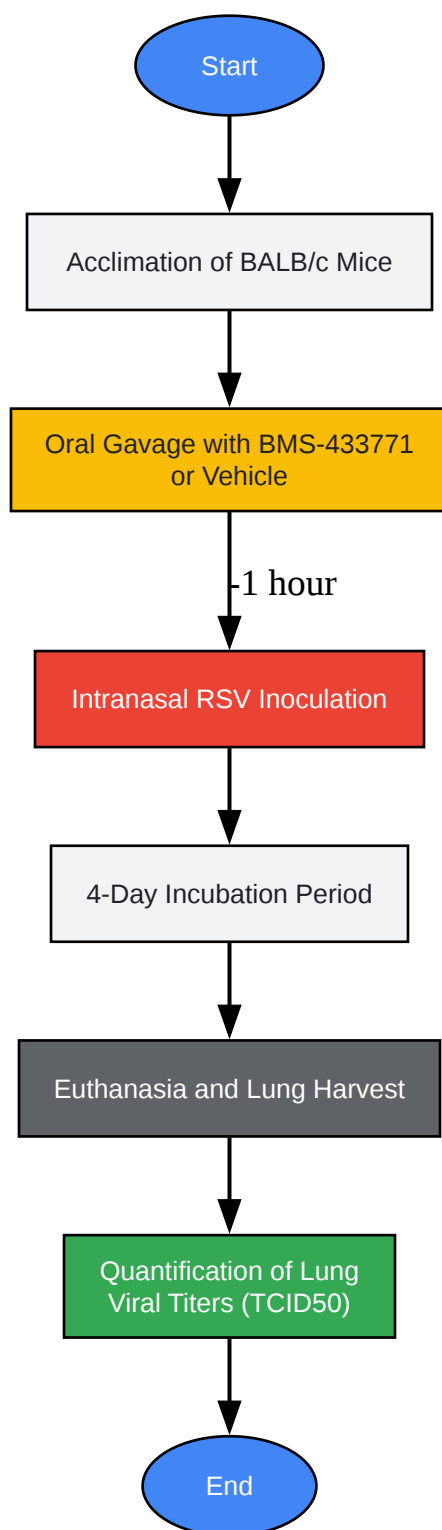 Start
Acclimation of BALB/c Mice
Oral Gavage with BMS-433771
or Vehicle
-1 hour
Intranasal RSV Inoculation
4-Day Incubation Period
Euthanasia and Lung Harvest
Quantification of Lung
Viral Titers (TCID50)
End